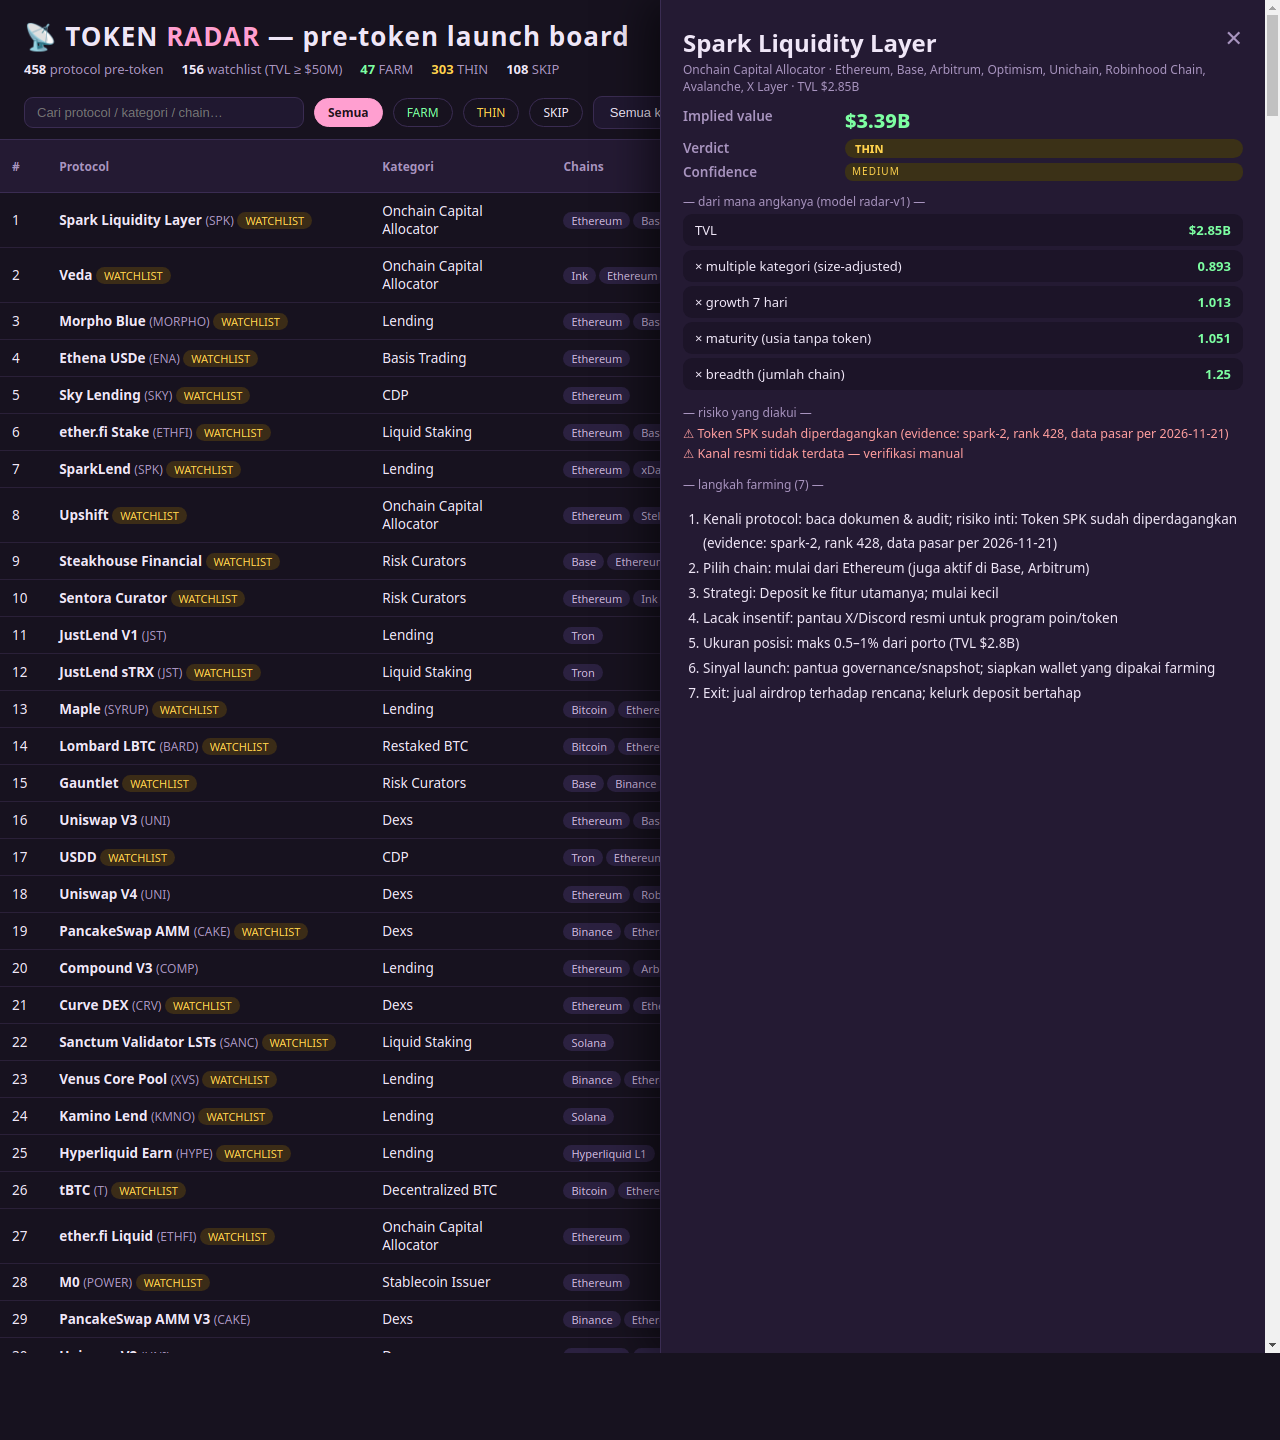 📡 TOKEN RADAR — pre-token launch board
458 protocol pre-token 156 watchlist (TVL ≥ $50M) 47 FARM 303 THIN 108 SKIP
Cari protocol / kategori / chain… Semua FARM THIN SKIP Semua k
# Protocol Kategori Chains
1 Spark Liquidity Layer (SPK) WATCHLIST Onchain Capital Allocator Ethereum Bas
2 Veda WATCHLIST Onchain Capital Allocator Ink Ethereum
3 Morpho Blue (MORPHO) WATCHLIST Lending Ethereum Bas
4 Ethena USDe (ENA) WATCHLIST Basis Trading Ethereum
5 Sky Lending (SKY) WATCHLIST CDP Ethereum
6 ether.fi Stake (ETHFI) WATCHLIST Liquid Staking Ethereum Bas
7 SparkLend (SPK) WATCHLIST Lending Ethereum xDa
8 Upshift WATCHLIST Onchain Capital Allocator Ethereum Stel
9 Steakhouse Financial WATCHLIST Risk Curators Base Ethereum
10 Sentora Curator WATCHLIST Risk Curators Ethereum Ink
11 JustLend V1 (JST) Lending Tron
12 JustLend sTRX (JST) WATCHLIST Liquid Staking Tron
13 Maple (SYRUP) WATCHLIST Lending Bitcoin Ethere
14 Lombard LBTC (BARD) WATCHLIST Restaked BTC Bitcoin Ethere
15 Gauntlet WATCHLIST Risk Curators Base Binance
16 Uniswap V3 (UNI) Dexs Ethereum Bas
17 USDD WATCHLIST CDP Tron Ethereum
18 Uniswap V4 (UNI) Dexs Ethereum Rob
19 PancakeSwap AMM (CAKE) WATCHLIST Dexs Binance Ether
20 Compound V3 (COMP) Lending Ethereum Arb
21 Curve DEX (CRV) WATCHLIST Dexs Ethereum Ethe
22 Sanctum Validator LSTs (SANC) WATCHLIST Liquid Staking Solana
23 Venus Core Pool (XVS) WATCHLIST Lending Binance Ether
24 Kamino Lend (KMNO) WATCHLIST Lending Solana
25 Hyperliquid Earn (HYPE) WATCHLIST Lending Hyperliquid L1
26 tBTC (T) WATCHLIST Decentralized BTC Bitcoin Ethere
27 ether.fi Liquid (ETHFI) WATCHLIST Onchain Capital Allocator Ethereum
28 M0 (POWER) WATCHLIST Stablecoin Issuer Ethereum
29 PancakeSwap AMM V3 (CAKE) Dexs Binance Ether
Spark Liquidity Layer ✕
Onchain Capital Allocator · Ethereum, Base, Arbitrum, Optimism, Unichain, Robinhood Chain,
Avalanche, X Layer · TVL $2.85B
Implied value $3.39B
Verdict THIN
Confidence MEDIUM
— dari mana angkanya (model radar-v1) —
TVL $2.85B
× multiple kategori (size-adjusted) 0.893
× growth 7 hari 1.013
× maturity (usia tanpa token) 1.051
× breadth (jumlah chain) 1.25
— risiko yang diakui —
⚠ Token SPK sudah diperdagangkan (evidence: spark-2, rank 428, data pasar per 2026-11-21)
⚠ Kanal resmi tidak terdata — verifikasi manual
— langkah farming (7) —
1. Kenali protocol: baca dokumen & audit; risiko inti: Token SPK sudah diperdagangkan
(evidence: spark-2, rank 428, data pasar per 2026-11-21)
2. Pilih chain: mulai dari Ethereum (juga aktif di Base, Arbitrum)
3. Strategi: Deposit ke fitur utamanya; mulai kecil
4. Lacak insentif: pantau X/Discord resmi untuk program poin/token
5. Ukuran posisi: maks 0.5–1% dari porto (TVL $2.8B)
6. Sinyal launch: pantua governance/snapshot; siapkan wallet yang dipakai farming
7. Exit: jual airdrop terhadap rencana; kelurk deposit bertahap